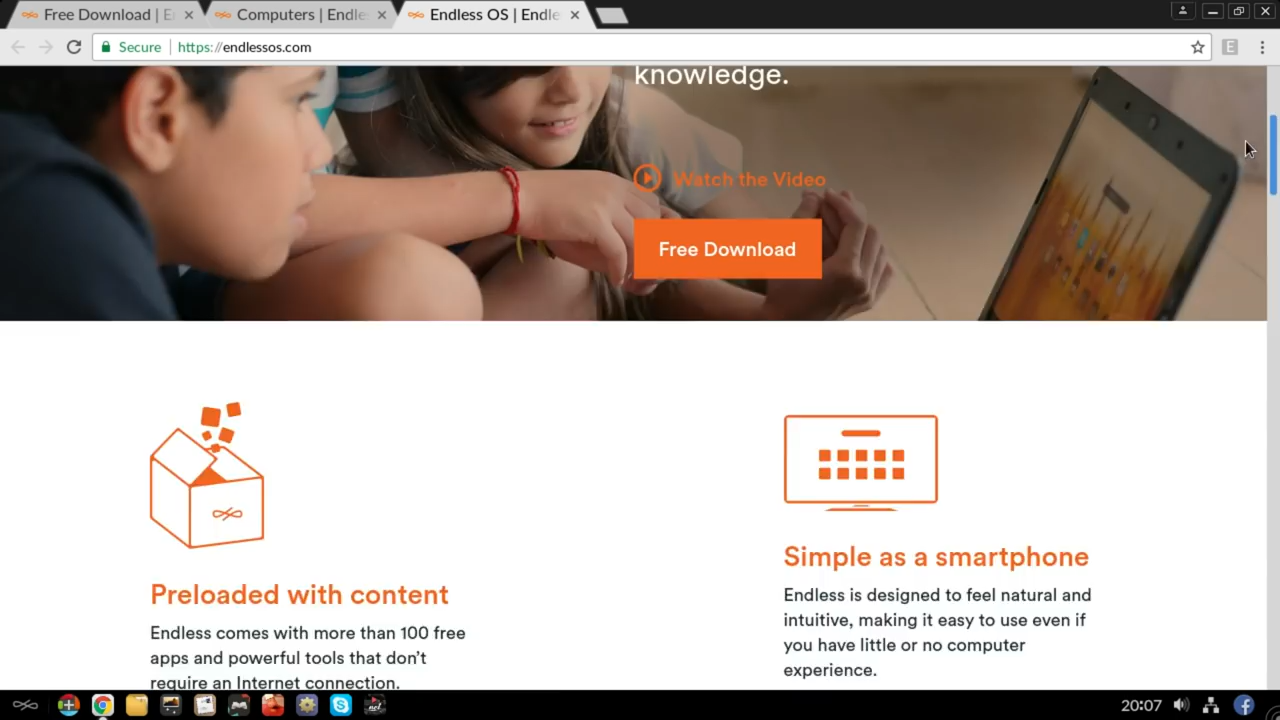 Free Download | E
Computers | Endle
Endless OS | Endle
Secure
https://endlessos.com
E
knowledge.
Watch the Video
Free Download
Preloaded with content
Endless comes with more than 100 free
apps and powerful tools that don't
require an Internet connection.
Simple as a smartphone
Endless is designed to feel natural and
intuitive, making it easy to use even if
you have little or no computer
experience.
20:07